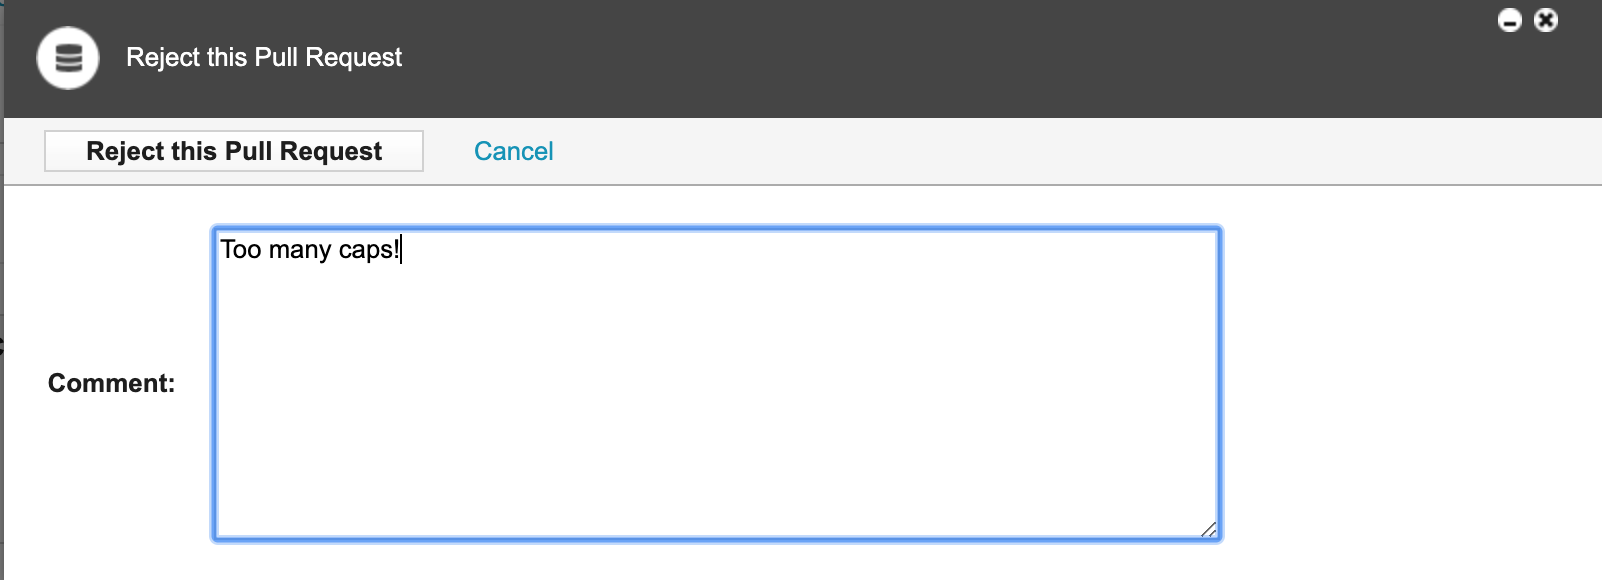 Reject this Pull Request
Reject this Pull Request Cancel
Too many caps!
Comment: